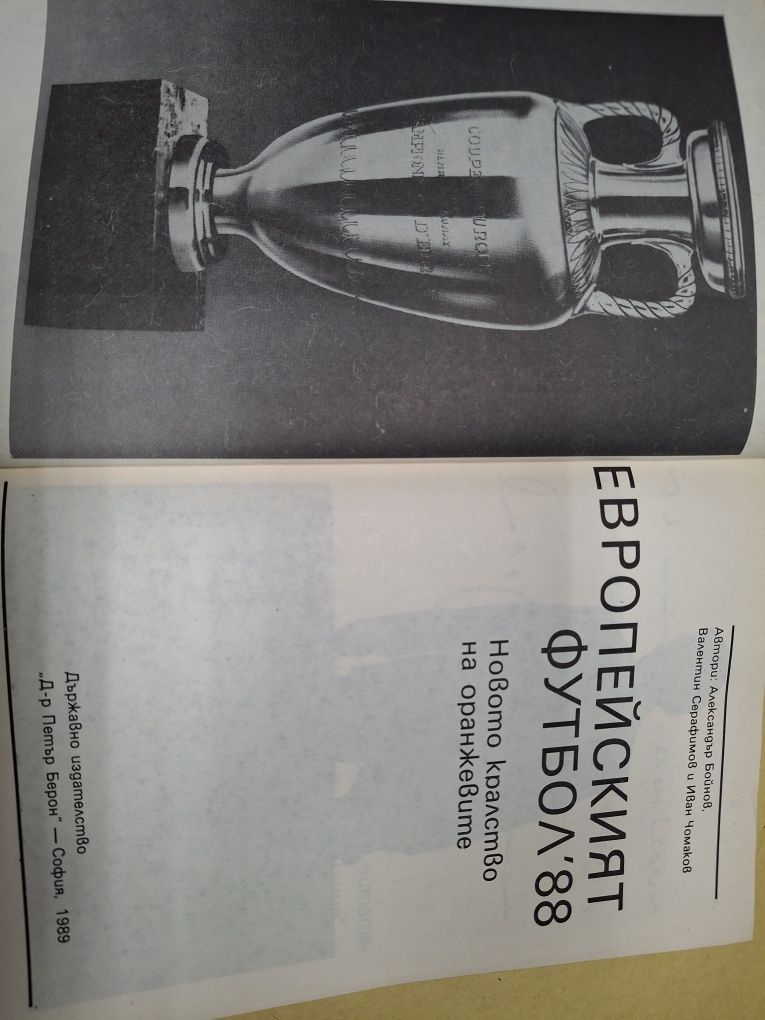 COUPE
Автори: Александър Бойнов,
Валентин Серафимов и Иван Чомаков
ЕВРОПЕЙСКИЯТ
ФУТБОЛ'88
Новото кралство
на оранжевите
Държавно издателство
„Д-р Петър Берон“ — София, 1989